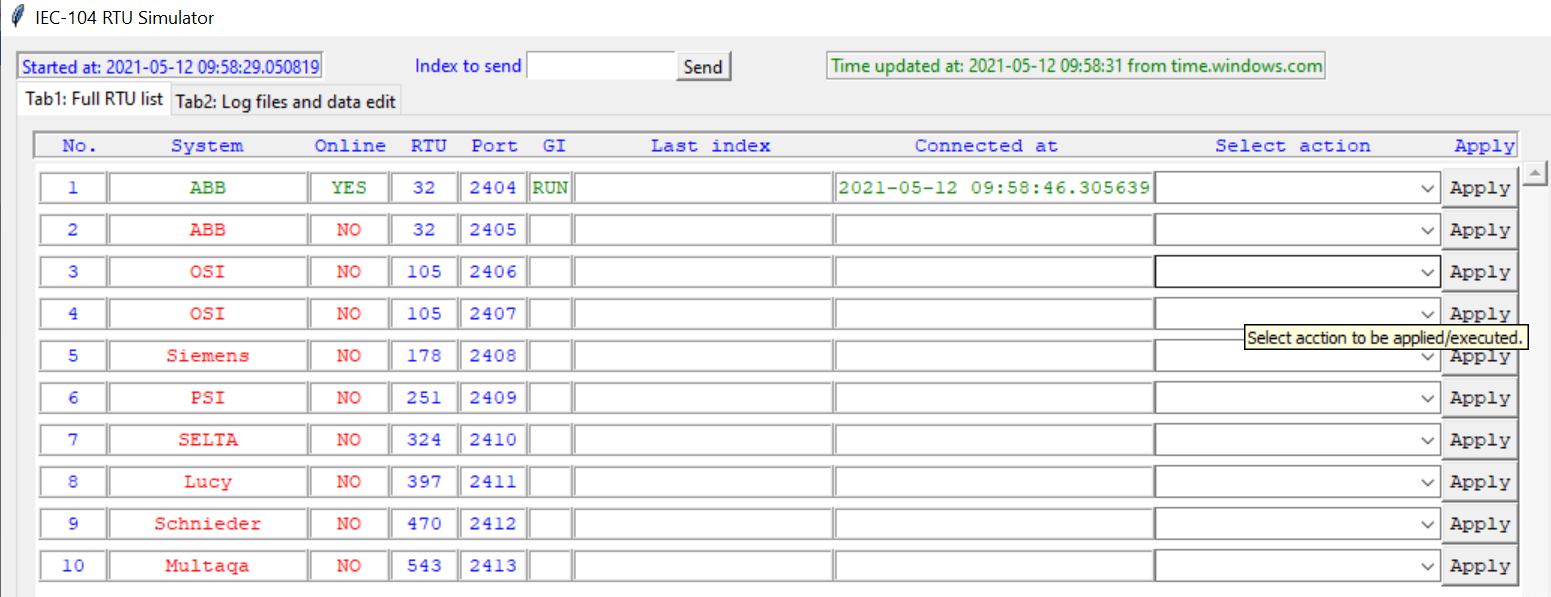 IEC-104 RTU Simulator
Started at: 2021-05-12 09:58:29.050819 Index to send Send Time updated at: 2021-05-12 09:58:31 from time.windows.com
Tab1: Full RTU list Tab2: Log files and data edit
No. System Online RTU Port GI Last index Connected at Select action Apply
1 ABB YES 32 2404 RUN 2021-05-12 09:58:46.305639 Apply
2 ABB NO 32 2405 Apply
3 OSI NO 105 2406 Apply
4 OSI NO 105 2407 Apply
Select acction to be applied/executed.
5 Siemens NO 178 2408 Apply
6 PSI NO 251 2409 Apply
7 SELTA NO 324 2410 Apply
8 Lucy NO 397 2411 Apply
9 Schnieder NO 470 2412 Apply
10 Multaqa NO 543 2413 Apply